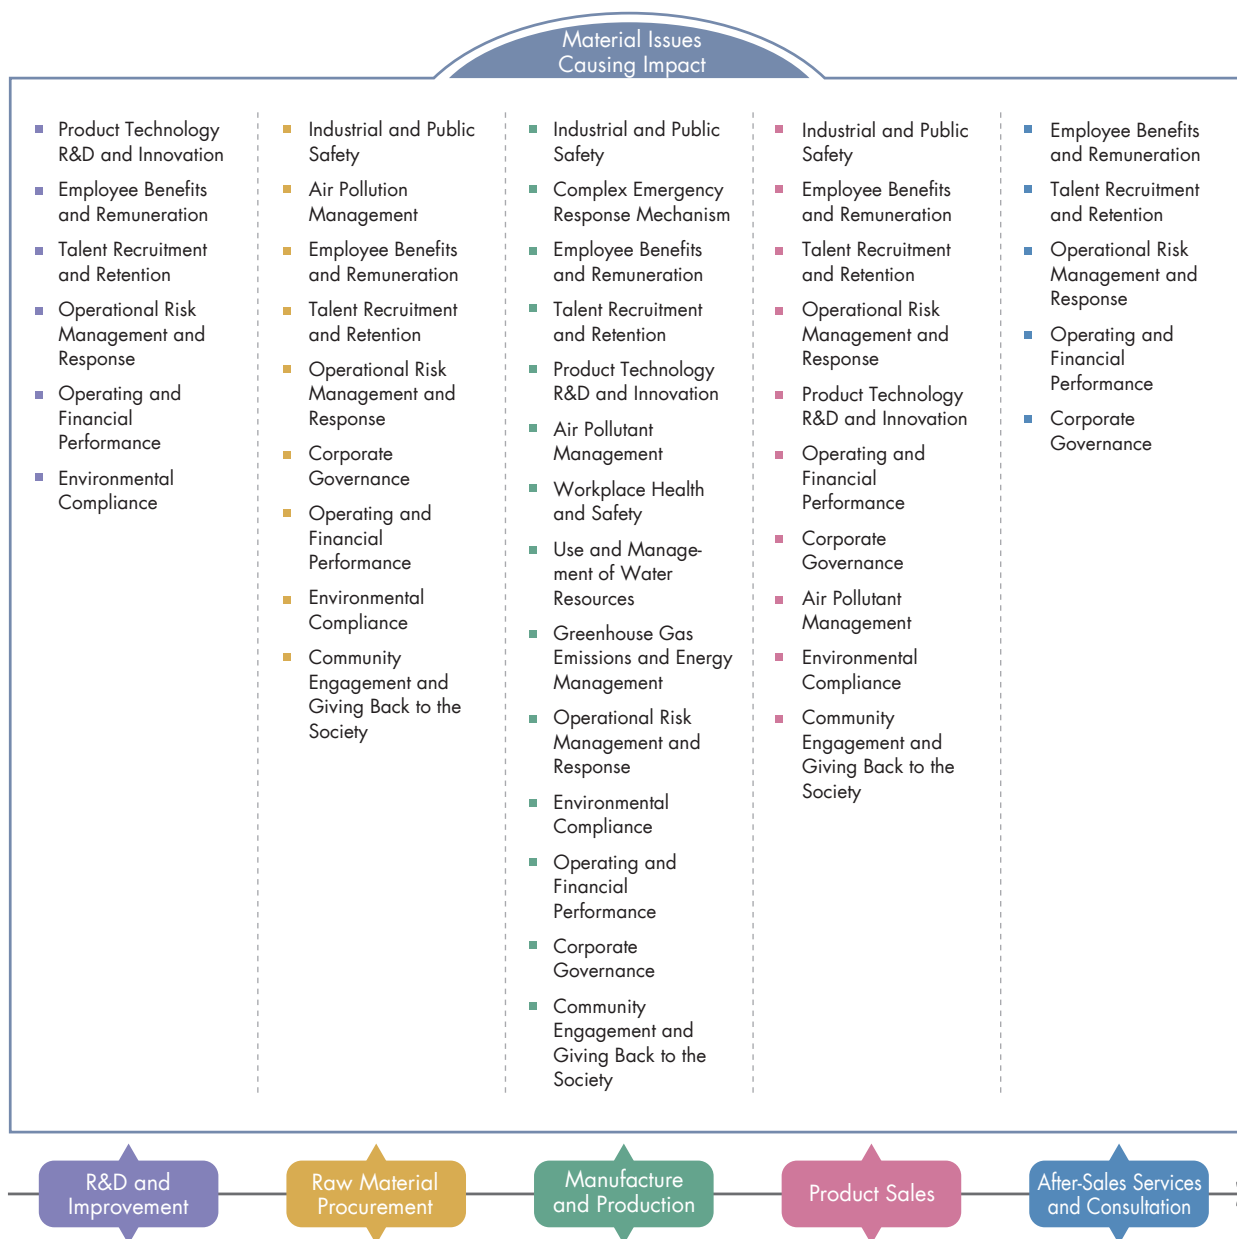 Material Issues
Causing Impact
Product Technology
R&D and Innovation
Employee Benefits
and Remuneration
Talent Recruitment
and Retention
Operational Risk
Management and
Response
Operating and
Financial
Performance
Environmental
Compliance
Industrial and Public
Safety
Air Pollution
Management
Employee Benefits
and Remuneration
Talent Recruitment
and Retention
Operational Risk
Management and
Response
Corporate
Governance
Operating and
Financial
Performance
Environmental
Compliance
Community
Engagement and
Giving Back to the
Society
Industrial and Public
Safety
Complex Emergency
Response Mechanism
Employee Benefits
and Remuneration
Talent Recruitment
and Retention
Product Technology
R&D and Innovation
Air Pollutant
Management
Workplace Health
and Safety
Use and Manage-
ment of Water
Resources
Greenhouse Gas
Emissions and Energy
Management
Operational Risk
Management and
Response
Environmental
Compliance
Operating and
Financial
Performance
Corporate
Governance
Community
Engagement and
Giving Back to the
Society
Industrial and Public
Safety
Employee Benefits
and Remuneration
Talent Recruitment
and Retention
Operational Risk
Management and
Response
Product Technology
R&D and Innovation
Operating and
Financial
Performance
Corporate
Governance
Air Pollutant
Management
Environmental
Compliance
Community
Engagement and
Giving Back to the
Society
Employee Benefits
and Remuneration
Talent Recruitment
and Retention
Operational Risk
Management and
Response
Operating and
Financial
Performance
Corporate
Governance
R&D and
Improvement
Raw Material
Procurement
Manufacture
and Production
Product Sales
After-Sales Services
and Consultation